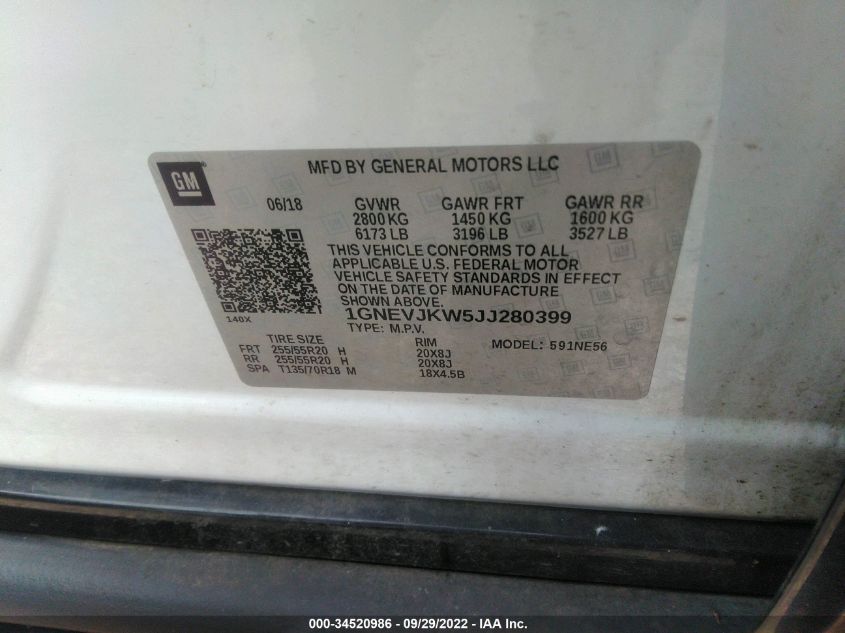 GM
MFD BY GENERAL MOTORS LLC
06/18 GVWR GAWR FRT GAWR RR
2800 KG 1450 KG 1600 KG
6173 LB 3196 LB 3527 LB
THIS VEHICLE CONFORMS TO ALL
APPLICABLE U.S. FEDERAL MOTOR
VEHICLE SAFETY STANDARDS IN EFFECT
ON THE DATE OF MANUFACTURE
SHOWN ABOVE.
1GNEVJKW5JJ280399
140X
TYPE: M.P.V.
TIRE SIZE RIM MODEL: 591NE56
FRT 255/55R20 H 20X8J
RR 255/55R20 H 20X8J
SPA T135/70R18 M 18X4.5B
000-34520986 - 09/29/2022 - IAA Inc.